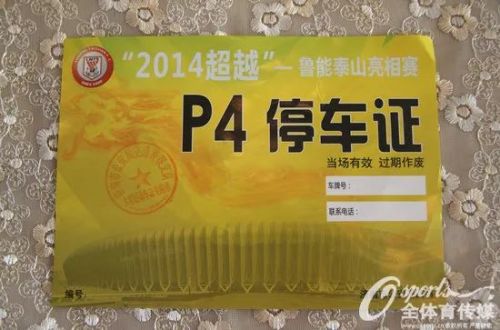 “2014超越”— 鲁能泰山亮相赛
P4 停车证
当场有效 过期作废
车牌号：
联系电话：
编号
sports
全体育传媒